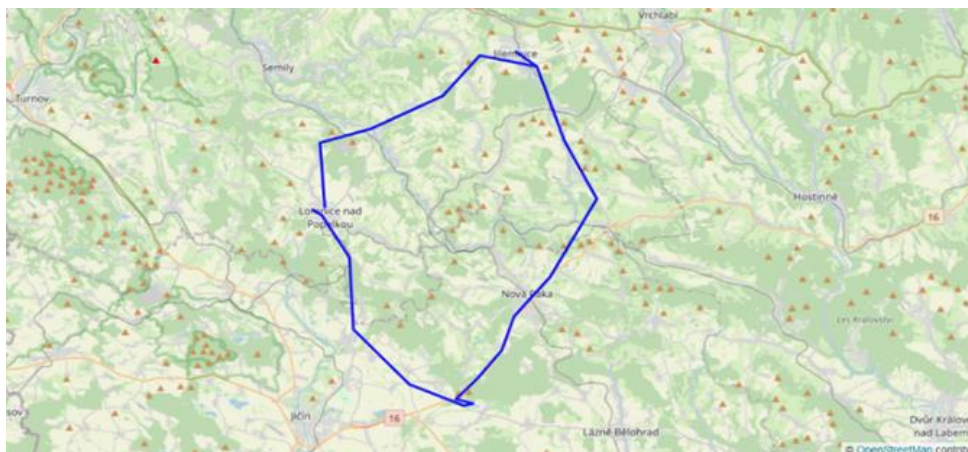 Vrchlabí
Jilemnice
Semily
Turnov
Hostinné
16
Lomnice nad
Popelkou
Nová Paka
Les Království
Jičín
16
Lázně Bělohrad
Dvůr Králov
nad Labem
© OpenStreetMap contrib